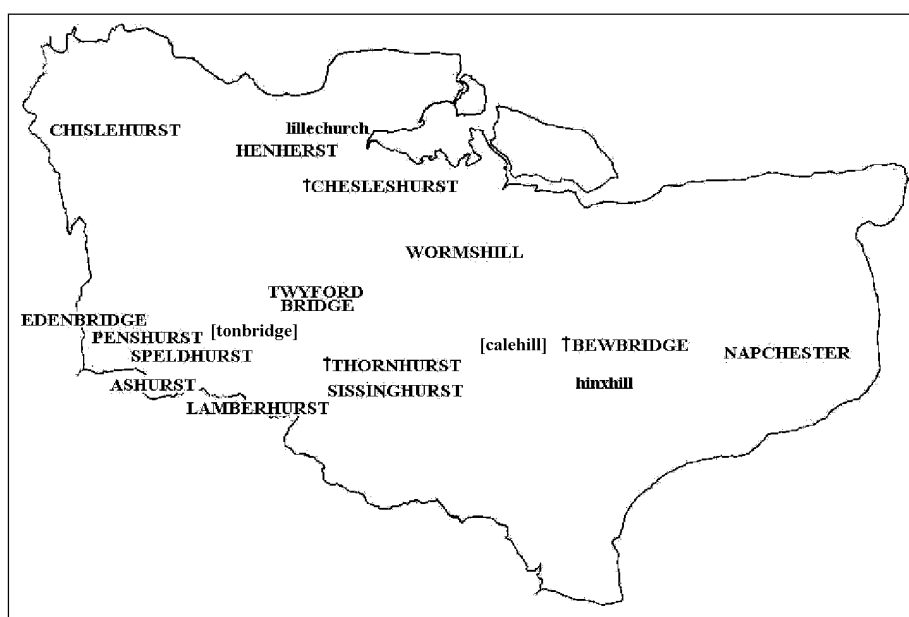 CHISLEHURST
lillechurch
HENHERST
†CHESLESHURST
WORMSHILL
TWYFORD
BRIDGE
EDENBRIDGE
PENSHURST
[tonbridge]
SPELDHURST
[calehill]
†BEWBRIDGE
NAPCHESTER
†THORNHURST
ASHURST
SISSINGHURST
hinxhill
LAMBERHURST